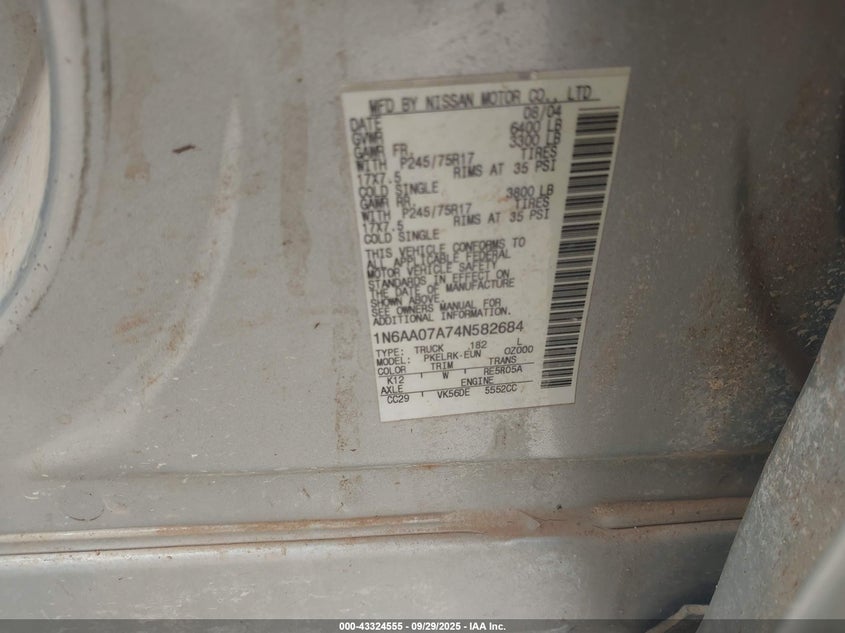 MFD BY NISSAN MOTOR CO., LTD
DATE 08/04
GVWR 6400 LB
GAWR FR. 3300 LB
WITH P245/75R17 TIRES
17X7.5 RIMS AT 35 PSI
COLD SINGLE
GAWR RR. 3800 LB
WITH P245/75R17 TIRES
17X7.5 RIMS AT 35 PSI
COLD SINGLE
THIS VEHICLE CONFORMS TO
ALL APPLICABLE FEDERAL
MOTOR VEHICLE SAFETY
STANDARDS IN EFFECT ON
THE DATE OF MANUFACTURE
SHOWN ABOVE.
SEE OWNERS MANUAL FOR
ADDITIONAL INFORMATION.
1N6AA07A74N582684
TYPE: TRUCK 182 L
MODEL: PKELRK-EUN OZ000
COLOR TRIM TRANS
K12 W RE5R05A
AXLE ENGINE
CC29 VK56DE 5552CC
000-43324555 - 09/29/2025 - IAA Inc.